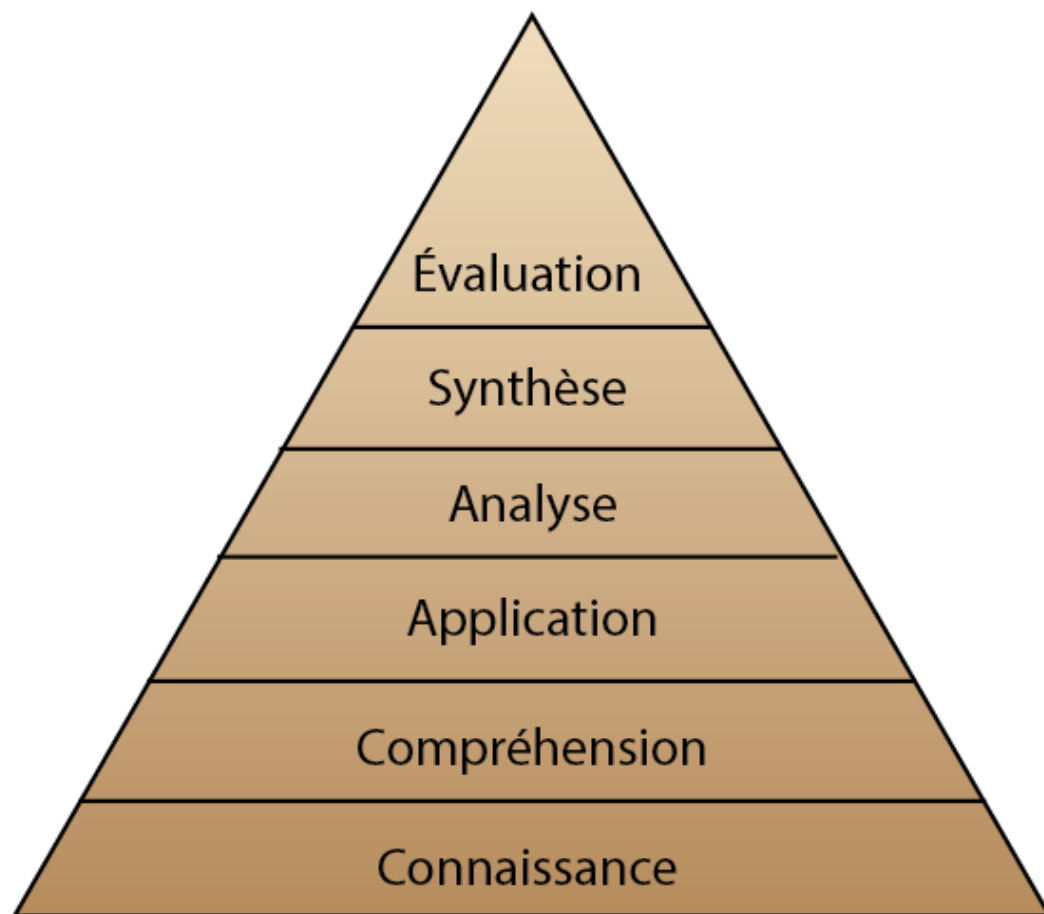 Évaluation
Synthèse
Analyse
Application
Compréhension
Connaissance